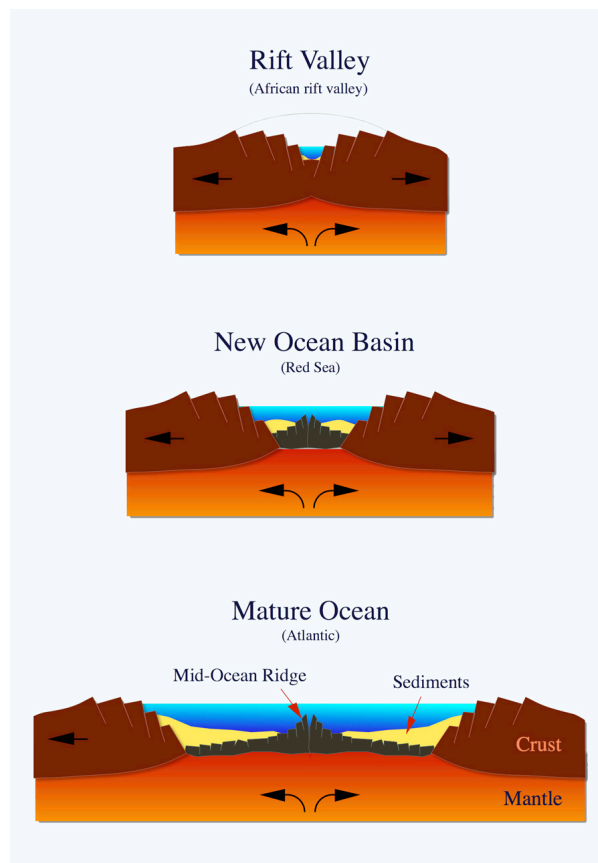 Rift Valley
(African rift valley)
New Ocean Basin
(Red Sea)
Mature Ocean
(Atlantic)
Mid-Ocean Ridge
Sediments
Crust
Mantle